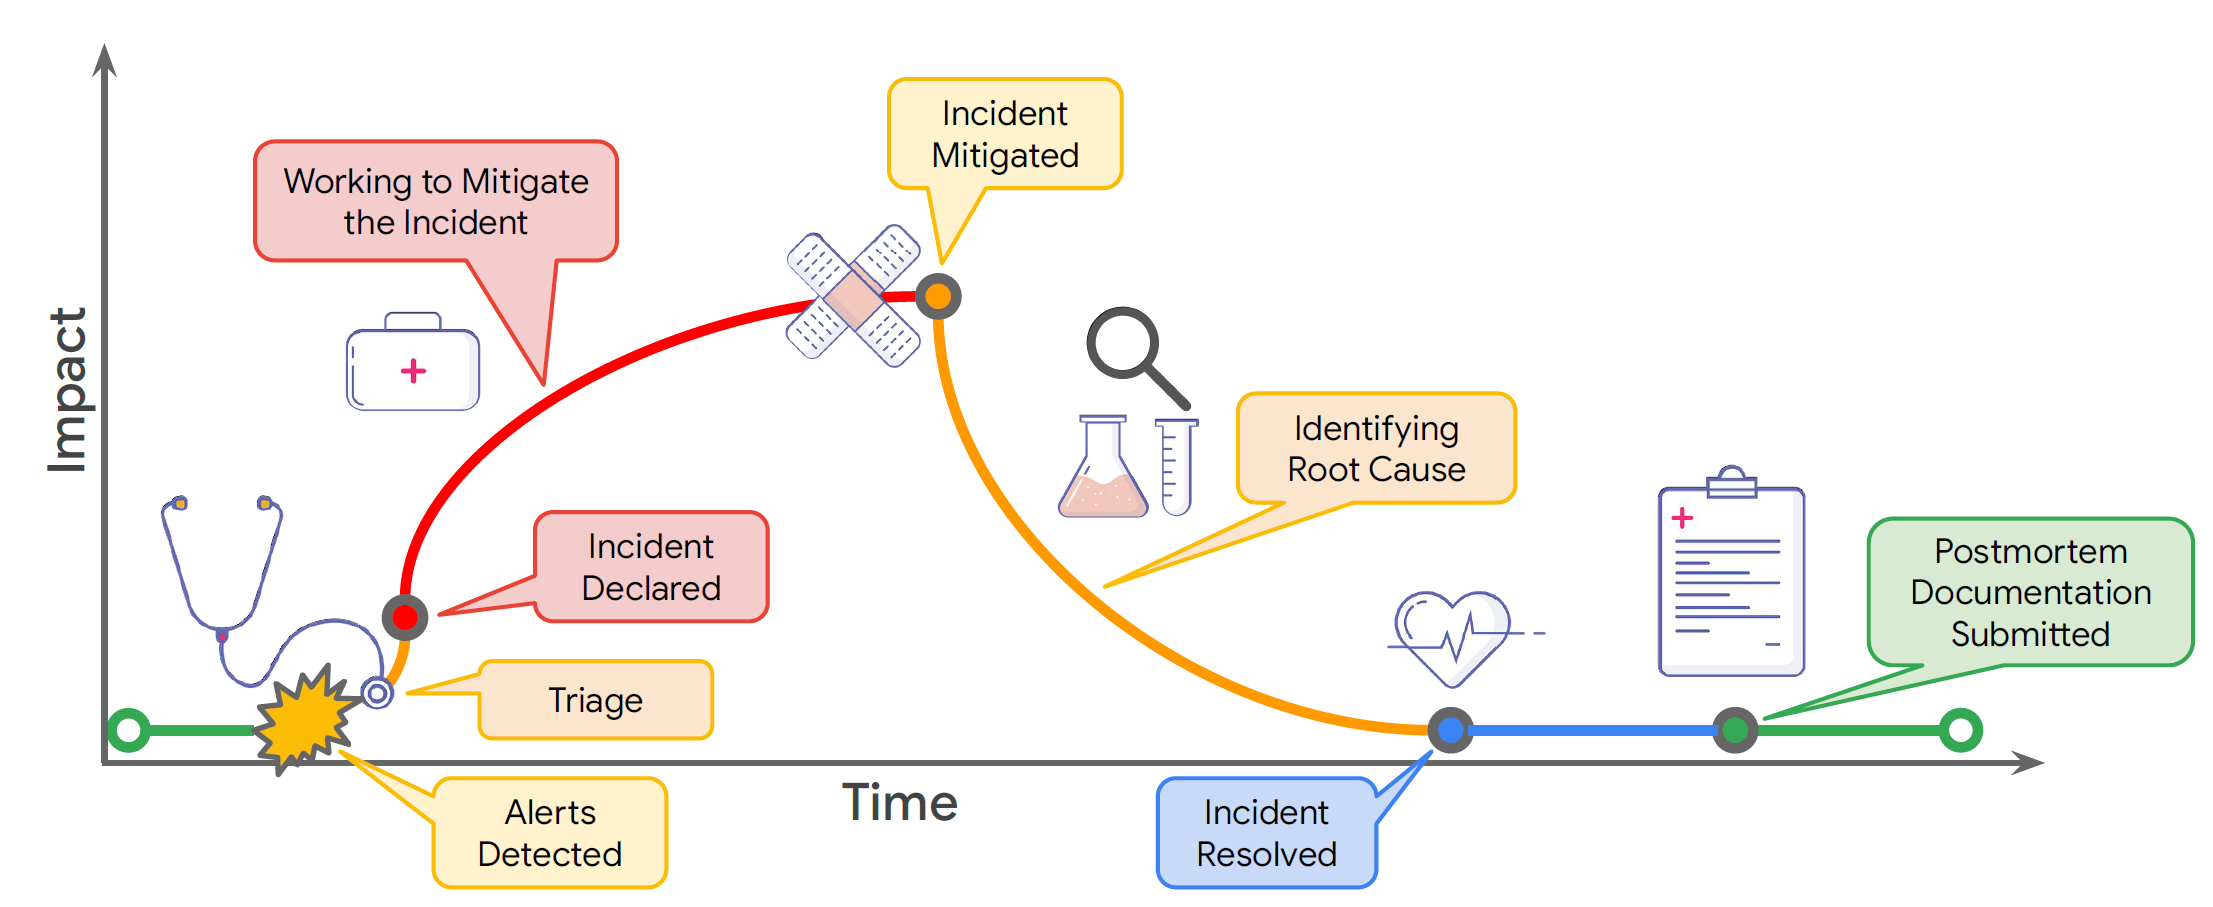 Incident
Mitigated
Working to Mitigate
the Incident
Impact
Identifying
Root Cause
Incident
Declared
Postmortem
Documentation
Submitted
Triage
Alerts
Detected
Time
Incident
Resolved